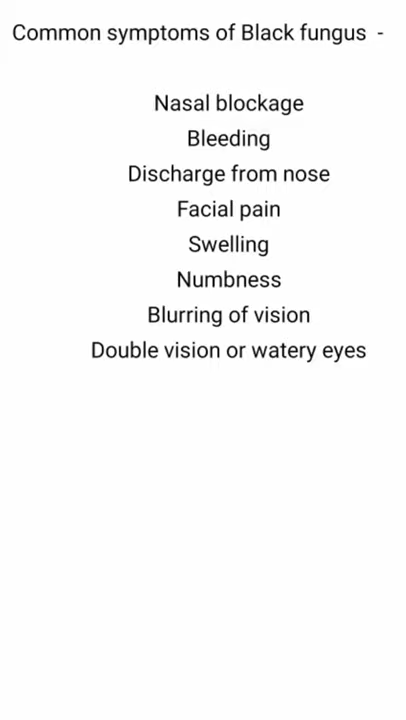 Common symptoms of Black fungus -
Nasal blockage
Bleeding
Discharge from nose
Facial pain
Swelling
Numbness
Blurring of vision
Double vision or watery eyes